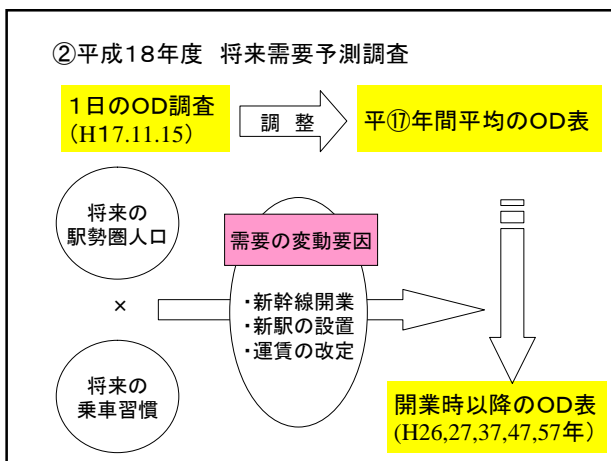 ②平成18年度 将来需要予測調査
1日のOD調査
(H17.11.15)
調 整
平⑰年間平均のOD表
将来の
駅勢圏人口
需要の変動要因
×
・新幹線開業
・新駅の設置
・運賃の改定
将来の
乗車習慣
開業時以降のOD表
(H26,27,37,47,57年)